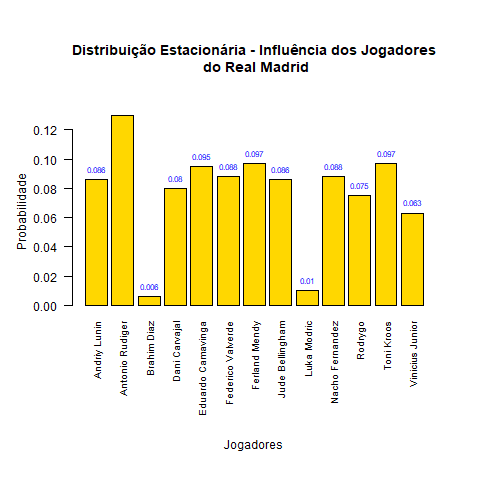 Distribuição Estacionária - Influência dos Jogadores
do Real Madrid
Probabilidade
0.12
0.10
0.08
0.06
0.04
0.02
0.00
0.086
0.006
0.08
0.095
0.088
0.097
0.086
0.01
0.088
0.075
0.097
0.063
Andriy Lunin
Antonio Rudiger
Brahim Diaz
Dani Carvajal
Eduardo Camavinga
Federico Valverde
Ferland Mendy
Jude Bellingham
Luka Modric
Nacho Fernandez
Rodrygo
Toni Kroos
Vinicius Junior
Jogadores